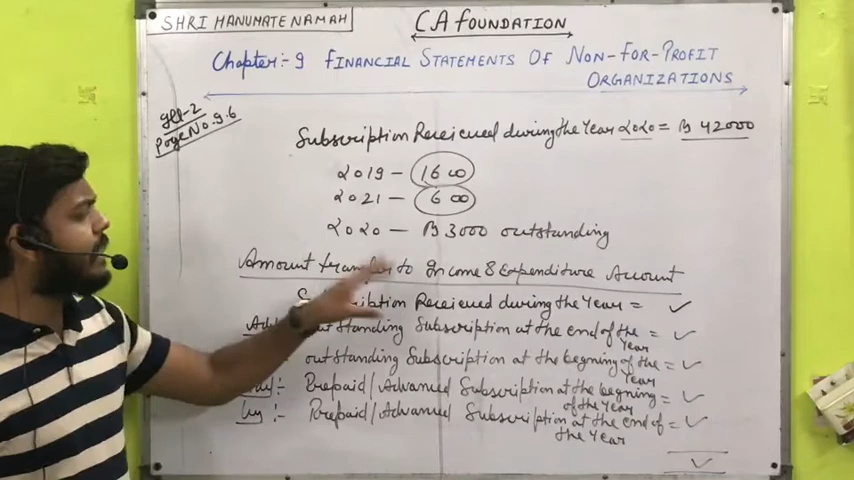 SHRI HANUMATE NAMAH
CA FOUNDATION
Chapter:-9 FINANCIAL STATEMENTS OF NON-FOR-PROFIT
ORGANIZATIONS
Ill-2
Page No. 9.6
Subscription Received during the Year 2020 = ₨ 42000
2019 - 1600
2021 - 600
2020 - ₨ 3000 outstanding
Amount transfer to Income & Expenditure Account
Subscription Received during the Year = ✓
Add outstanding Subscription at the end of the Year = ✓
outstanding Subscription at the begning of the Year = ✓
:- Prepaid/Advanced Subscription at the begning of the Year = ✓
:- Prepaid/Advanced Subscription at the end of the Year = ✓
✓